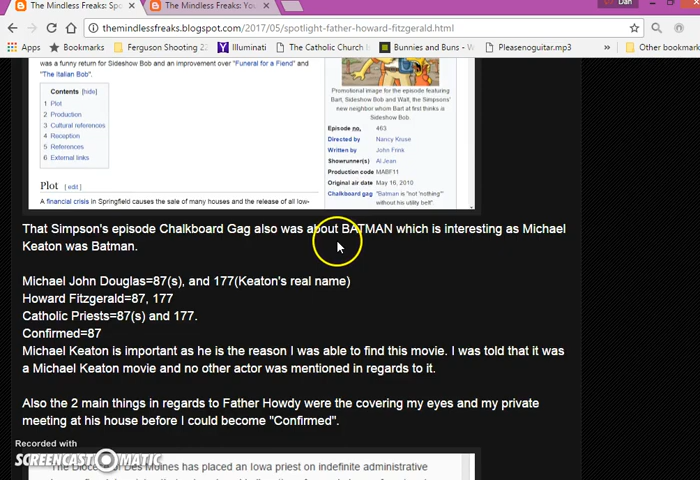 The Mindless Freaks: Spo
The Mindless Freaks: You
Dan
themindlessfreaks.blogspot.com/2017/05/spotlight-father-howard-fitzgerald.html
Apps
Bookmarks
Ferguson Shooting 22
Illuminati
The Catholic Church I
Bunnies and Buns - W
Pleasenoguitar.mp3
»
Other bookmarks
was a funny return for Sideshow Bob and an improvement over "Funeral for a Fiend" and
"The Italian Bob".
Contents [hide]
1 Plot
2 Production
3 Cultural references
4 Reception
5 References
6 External links
Plot [edit]
A financial crisis in Springfield causes the sale of many houses and the release of all low-
Promotional image for the episode featuring
Bart, Sideshow Bob and Walt, the Simpsons'
new neighbor whom Bart at first thinks is
Sideshow Bob
Episode no. 463
Directed by Nancy Kruse
Written by John Frink
Showrunner(s) Al Jean
Production code MABF11
Original air date May 16, 2010
Chalkboard gag "Batman is "not 'nothing'"
without his utility belt"
That Simpson's episode Chalkboard Gag also was about BATMAN which is interesting as Michael
Keaton was Batman.
Michael John Douglas=87(s), and 177(Keaton's real name)
Howard Fitzgerald=87, 177
Catholic Priests=87(s) and 177.
Confirmed=87
Michael Keaton is important as he is the reason I was able to find this movie. I was told that it was
a Michael Keaton movie and no other actor was mentioned in regards to it.
Also the 2 main things in regards to Father Howdy were the covering my eyes and my private
meeting at his house before I could become "Confirmed".
Recorded with
SCREENCAST-O-MATIC
The Diocese of Des Moines has placed an Iowa priest on indefinite administrative